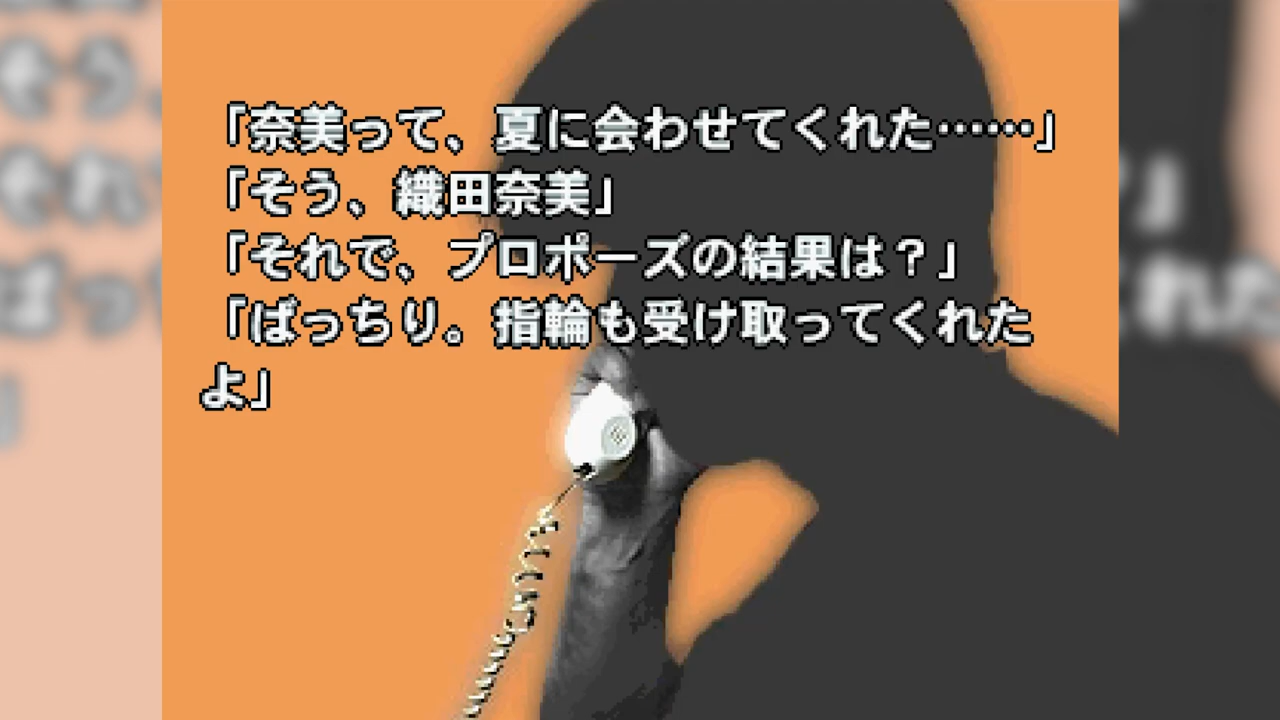 「奈美って、夏に会わせてくれた……」
「そう、織田奈美」
「それで、プロポーズの結果は？」
「ばっちり。指輪も受け取ってくれた
よ」